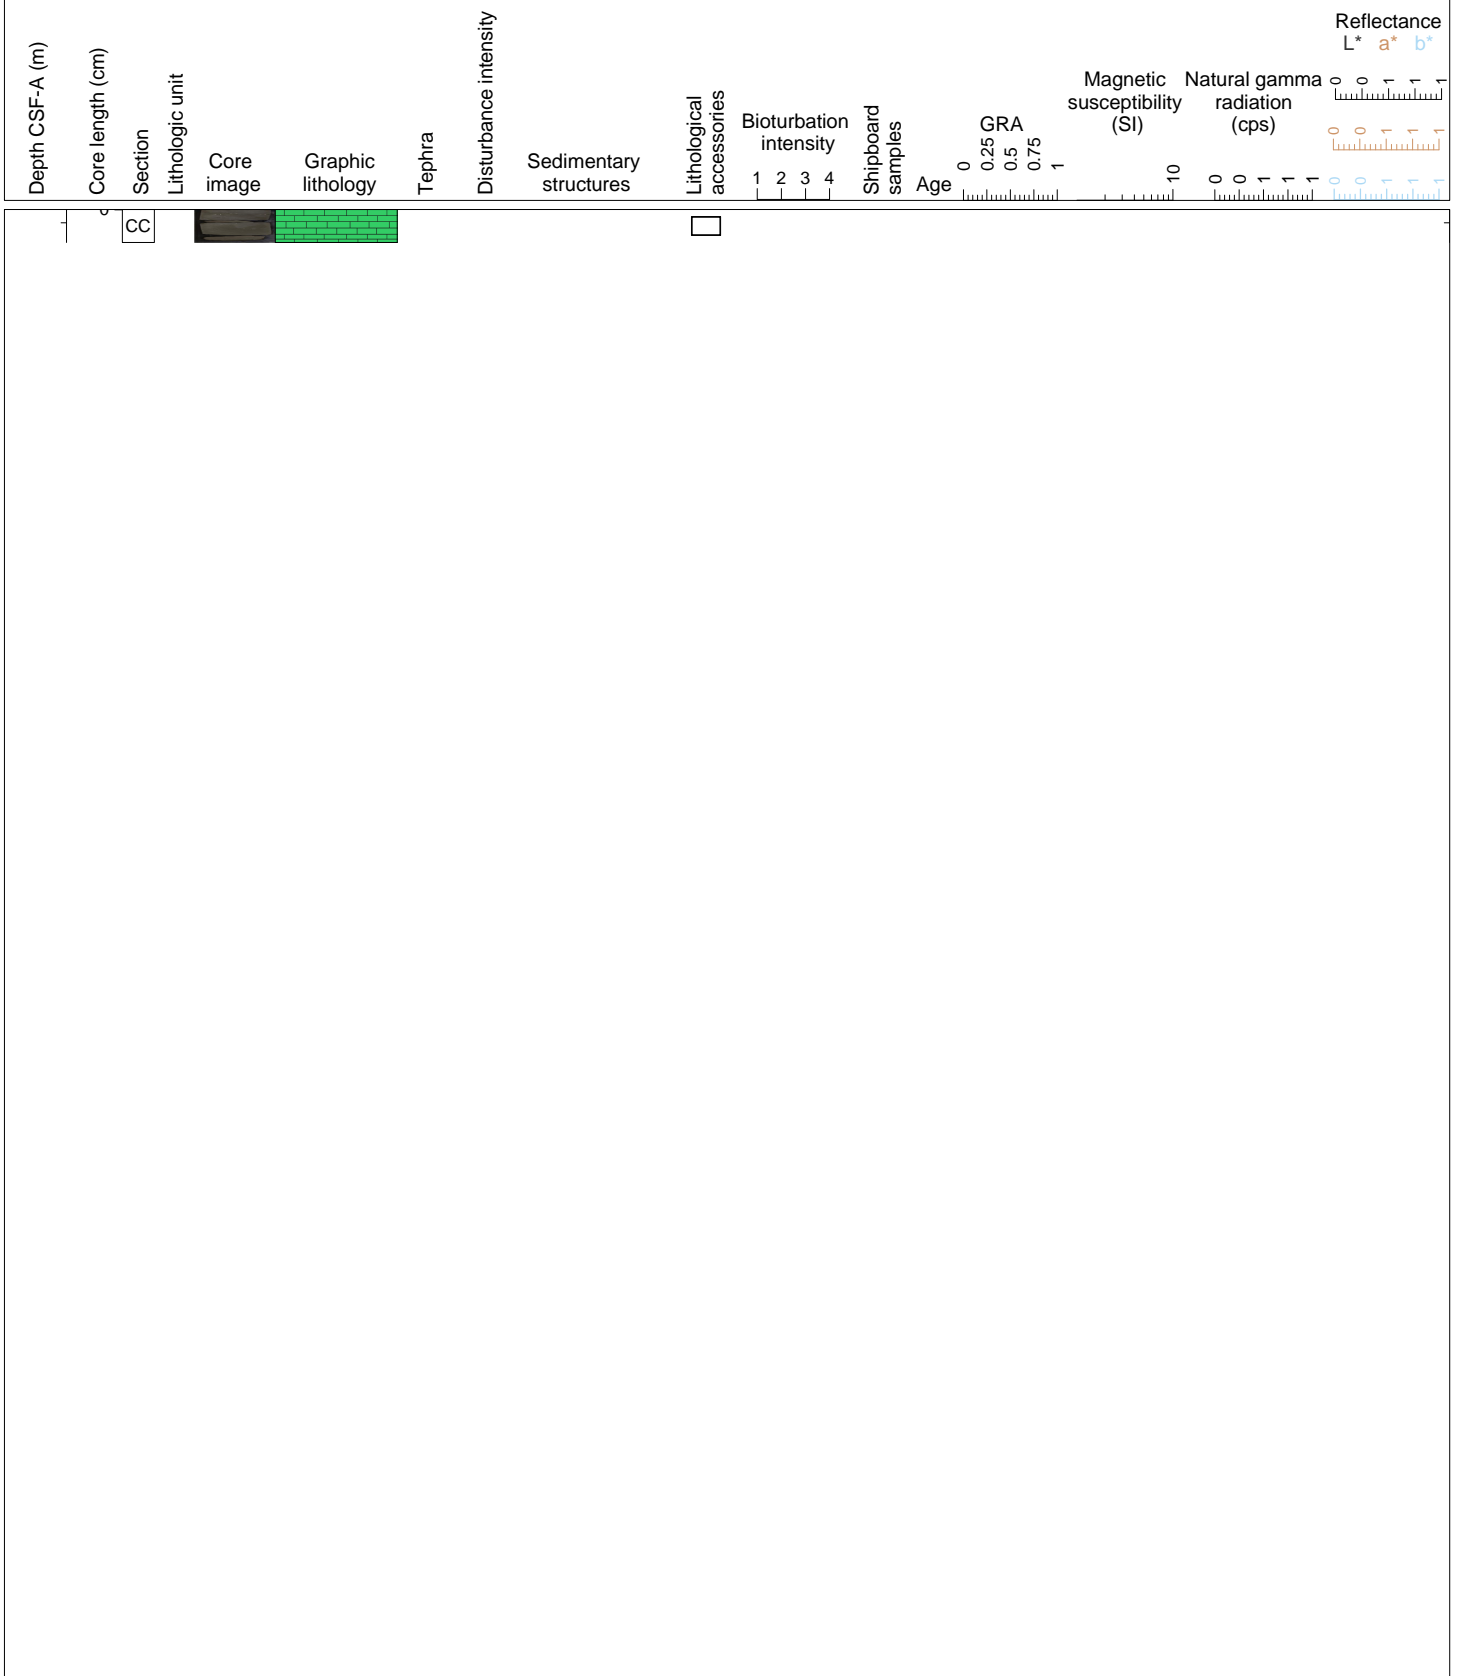 Depth CSF-A (m)
Core length (cm)
Section
Lithologic unit
Core
image
Graphic
lithology
Tephra
Disturbance intensity
Sedimentary
structures
Lithological
accessories
Bioturbation
intensity
1 2 3 4
Shipboard
samples
Age
GRA
0 0.25 0.5 0.75 1
Magnetic
susceptibility
(SI)
10
Natural gamma
radiation
(cps)
0 0 1 1 1
Reflectance
L* a* b*
0 0 1 1 1
0 0 1 1 1
0 0 1 1 1
0
CC